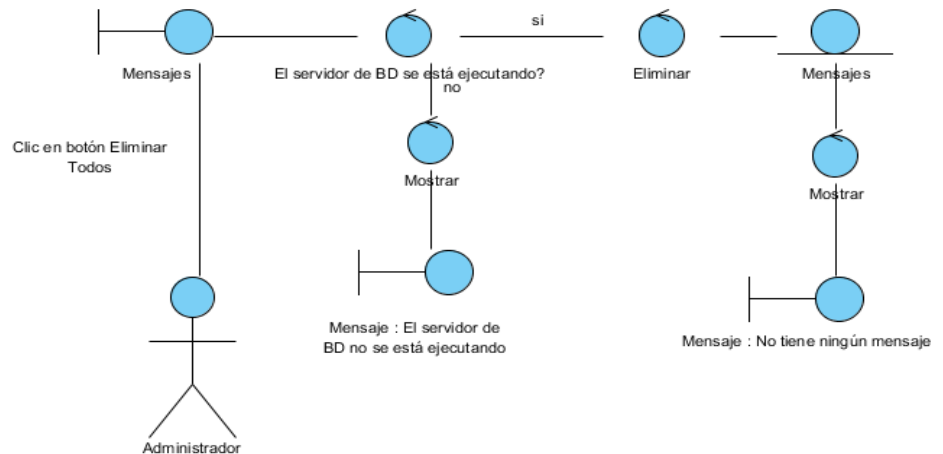 si
Mensajes
El servidor de BD se está ejecutando?
Eliminar
Mensajes
no
Clic en botón Eliminar
Todos
Mostrar
Mostrar
Mensaje : El servidor de
BD no se está ejecutando
Mensaje : No tiene ningún mensaje
Administrador